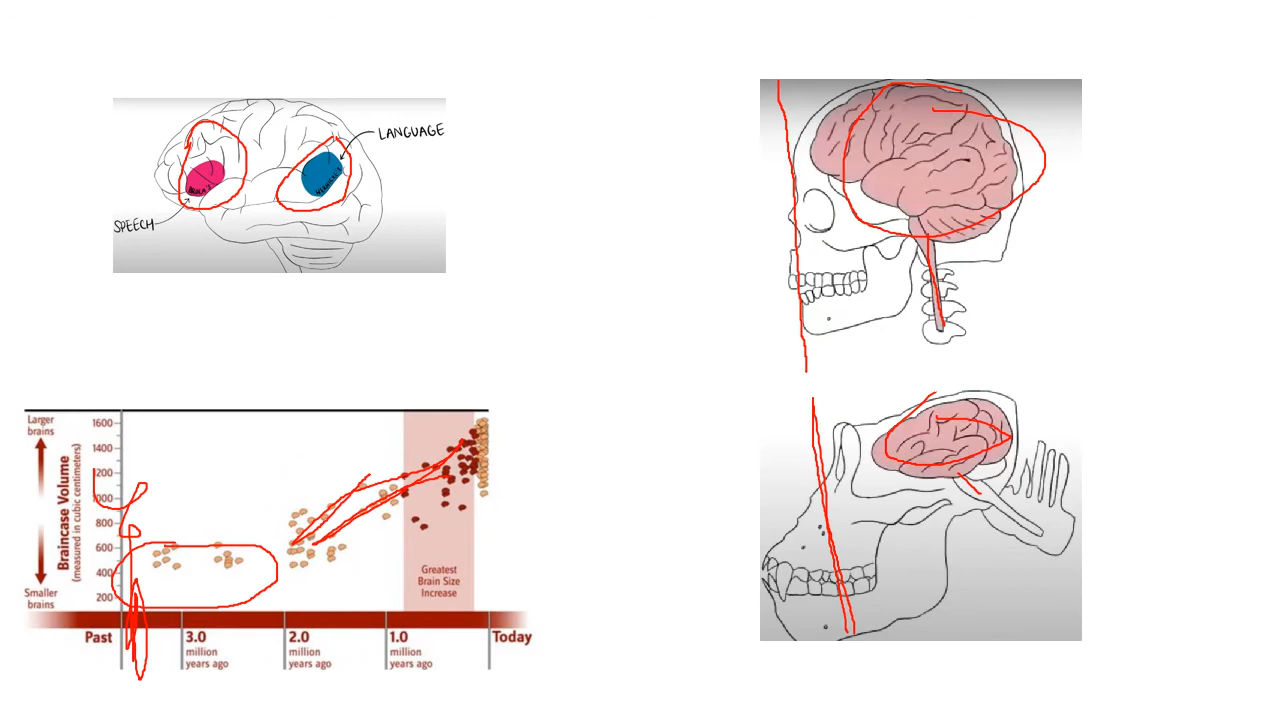 LANGUAGE
BROCA'S
SPEECH
Larger
brains
Braincase Volume
(measured in cubic centimeters)
Smaller
brains
1600
1400
1200
1000
800
600
400
200
Greatest
Brain Size
Increase
Past
3.0
million
years ago
2.0
million
years ago
1.0
million
years ago
Today